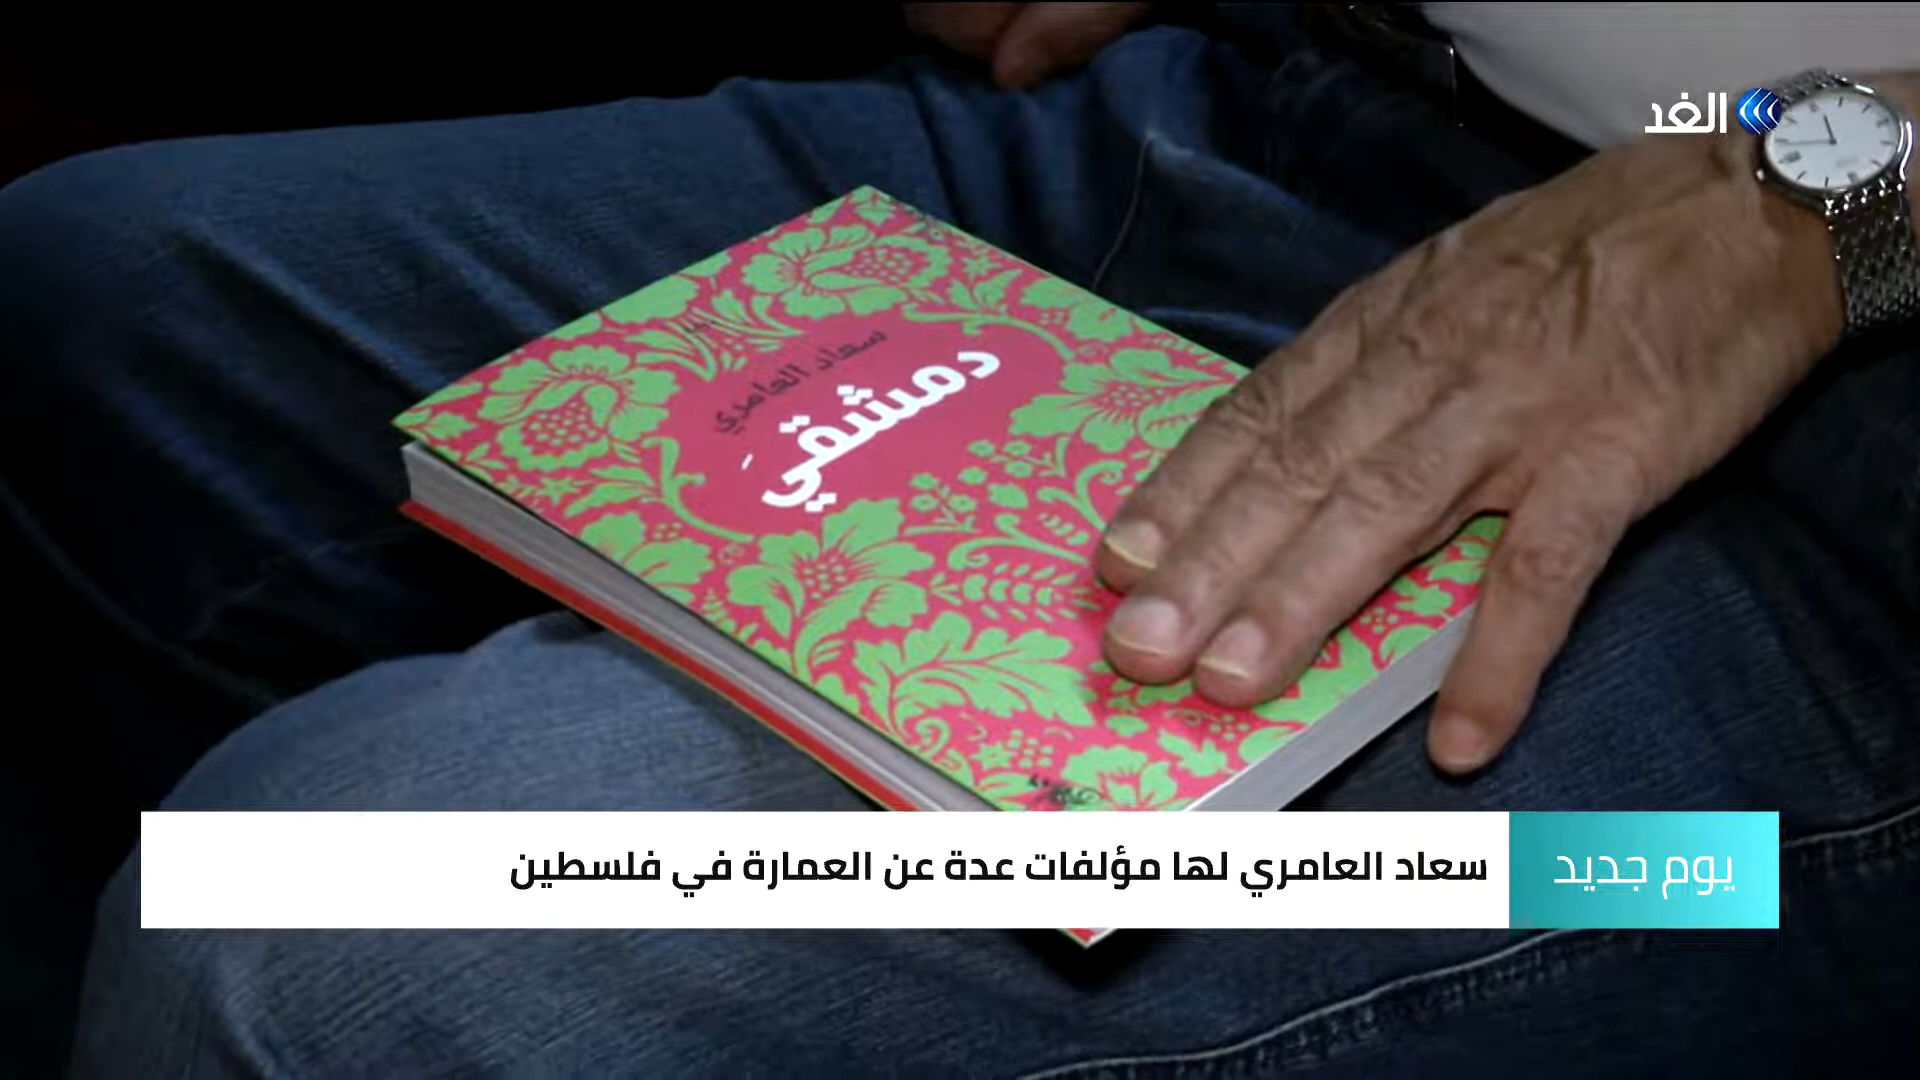 الغد
سعاد العامري
دمشقيَ
يوم جديد
سعاد العامري لها مؤلفات عدة عن العمارة في فلسطين